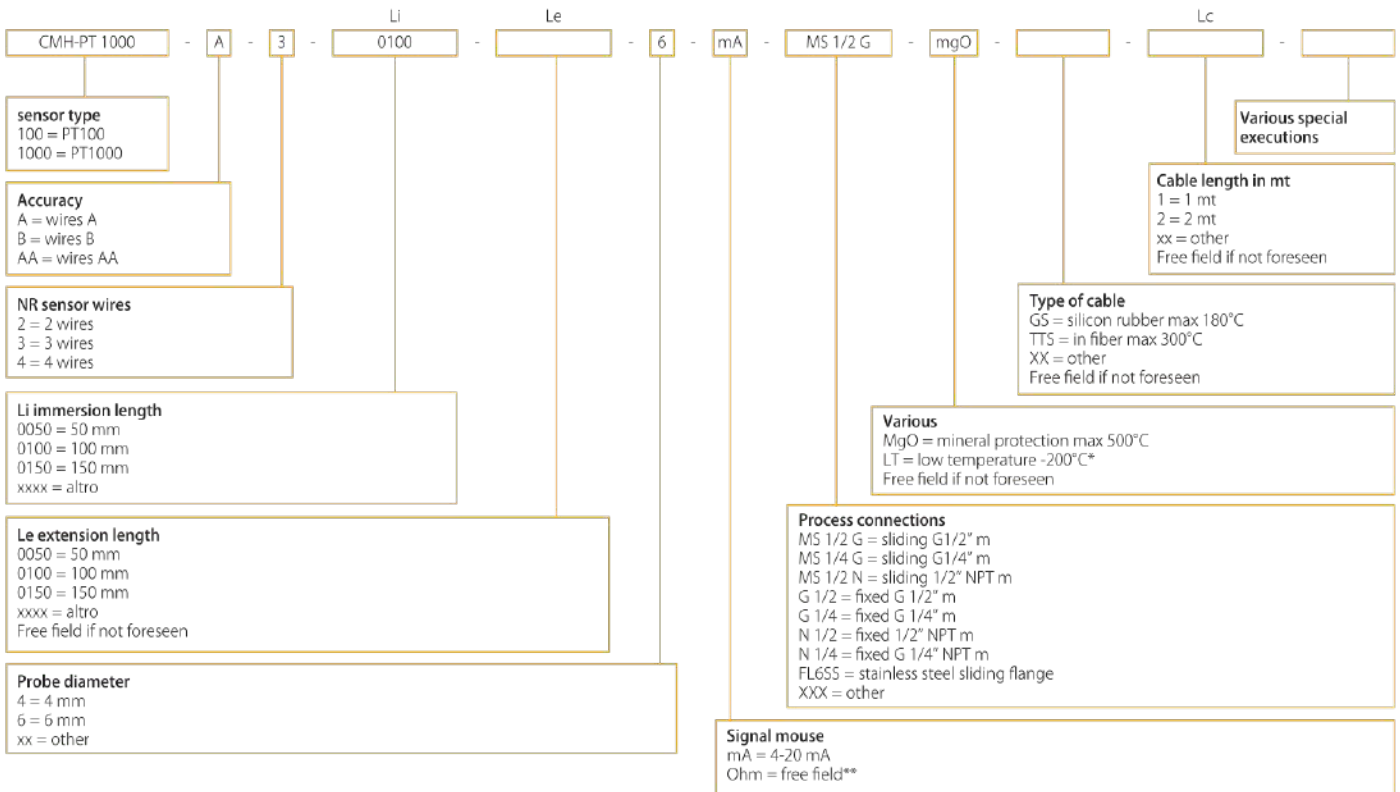 Li Le Lc
CMH-PT 1000 - A - 3 - 0100 - - 6 - mA - MS 1/2 G - mgO - - -
sensor type
100 = PT100
1000 = PT1000
Various special
executions
Accuracy
A = wires A
B = wires B
AA = wires AA
Cable length in mt
1 = 1 mt
2 = 2 mt
xx = other
Free field if not foreseen
NR sensor wires
2 = 2 wires
3 = 3 wires
4 = 4 wires
Type of cable
GS = silicon rubber max 180°C
TTS = in fiber max 300°C
XX = other
Free field if not foreseen
Li immersion length
0050 = 50 mm
0100 = 100 mm
0150 = 150 mm
xxxx = altro
Various
MgO = mineral protection max 500°C
LT = low temperature -200°C*
Free field if not foreseen
Le extension length
0050 = 50 mm
0100 = 100 mm
0150 = 150 mm
xxxx = altro
Free field if not foreseen
Process connections
MS 1/2 G = sliding G1/2" m
MS 1/4 G = sliding G1/4" m
MS 1/2 N = sliding 1/2" NPT m
G 1/2 = fixed G 1/2" m
G 1/4 = fixed G 1/4" m
N 1/2 = fixed 1/2" NPT m
N 1/4 = fixed G 1/4" NPT m
FL6SS = stainless steel sliding flange
XXX = other
Probe diameter
4 = 4 mm
6 = 6 mm
xx = other
Signal mouse
mA = 4-20 mA
Ohm = free field**